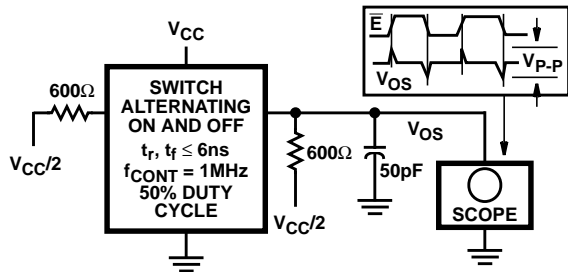 V_CC
600Ω
V_CC/2
SWITCH
ALTERNATING
ON AND OFF
t_r, t_f ≤ 6ns
f_CONT = 1MHz
50% DUTY
CYCLE
600Ω
V_CC/2
50pF
V_OS
E̅
V_OS
V_P-P
SCOPE